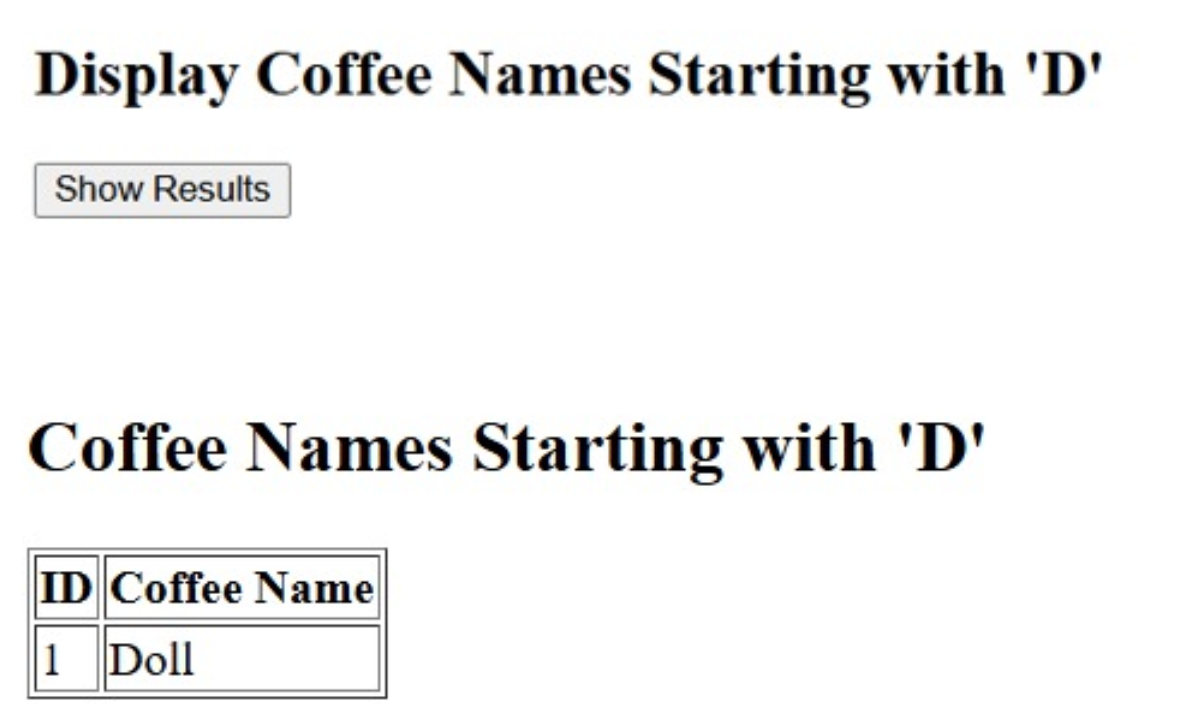 Display Coffee Names Starting with 'D'
Show Results
Coffee Names Starting with 'D'
ID Coffee Name
1 Doll